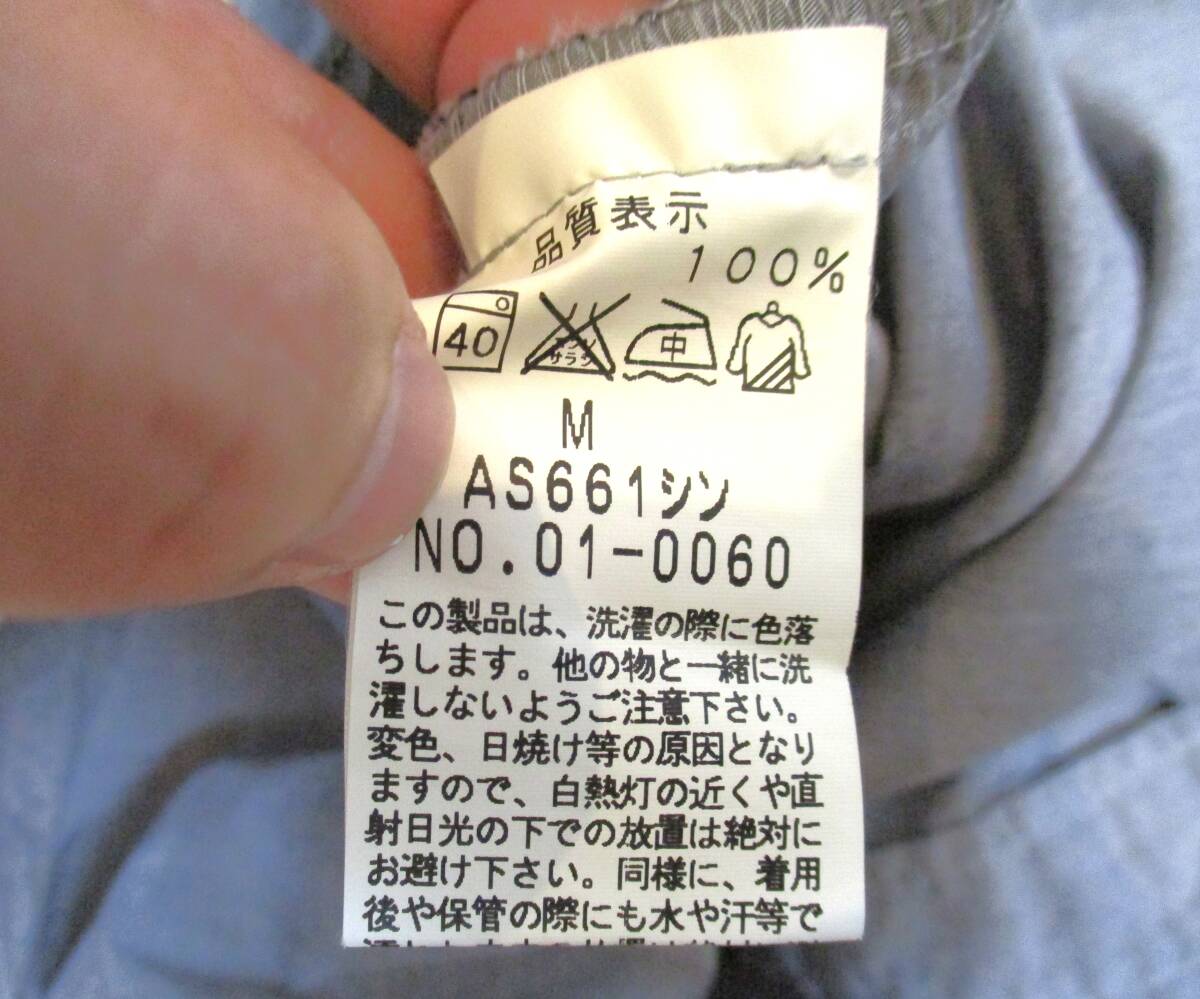 品質表示
100%
40
エンソ
サラシ
中
M
AS661シン
NO.01-0060
この製品は、洗濯の際に色落
ちします。他の物と一緒に洗
濯しないようご注意下さい。
変色、日焼け等の原因となり
ますので、白熱灯の近くや直
射日光の下での放置は絶対に
お避け下さい。同様に、着用
後や保管の際にも水や汗等で